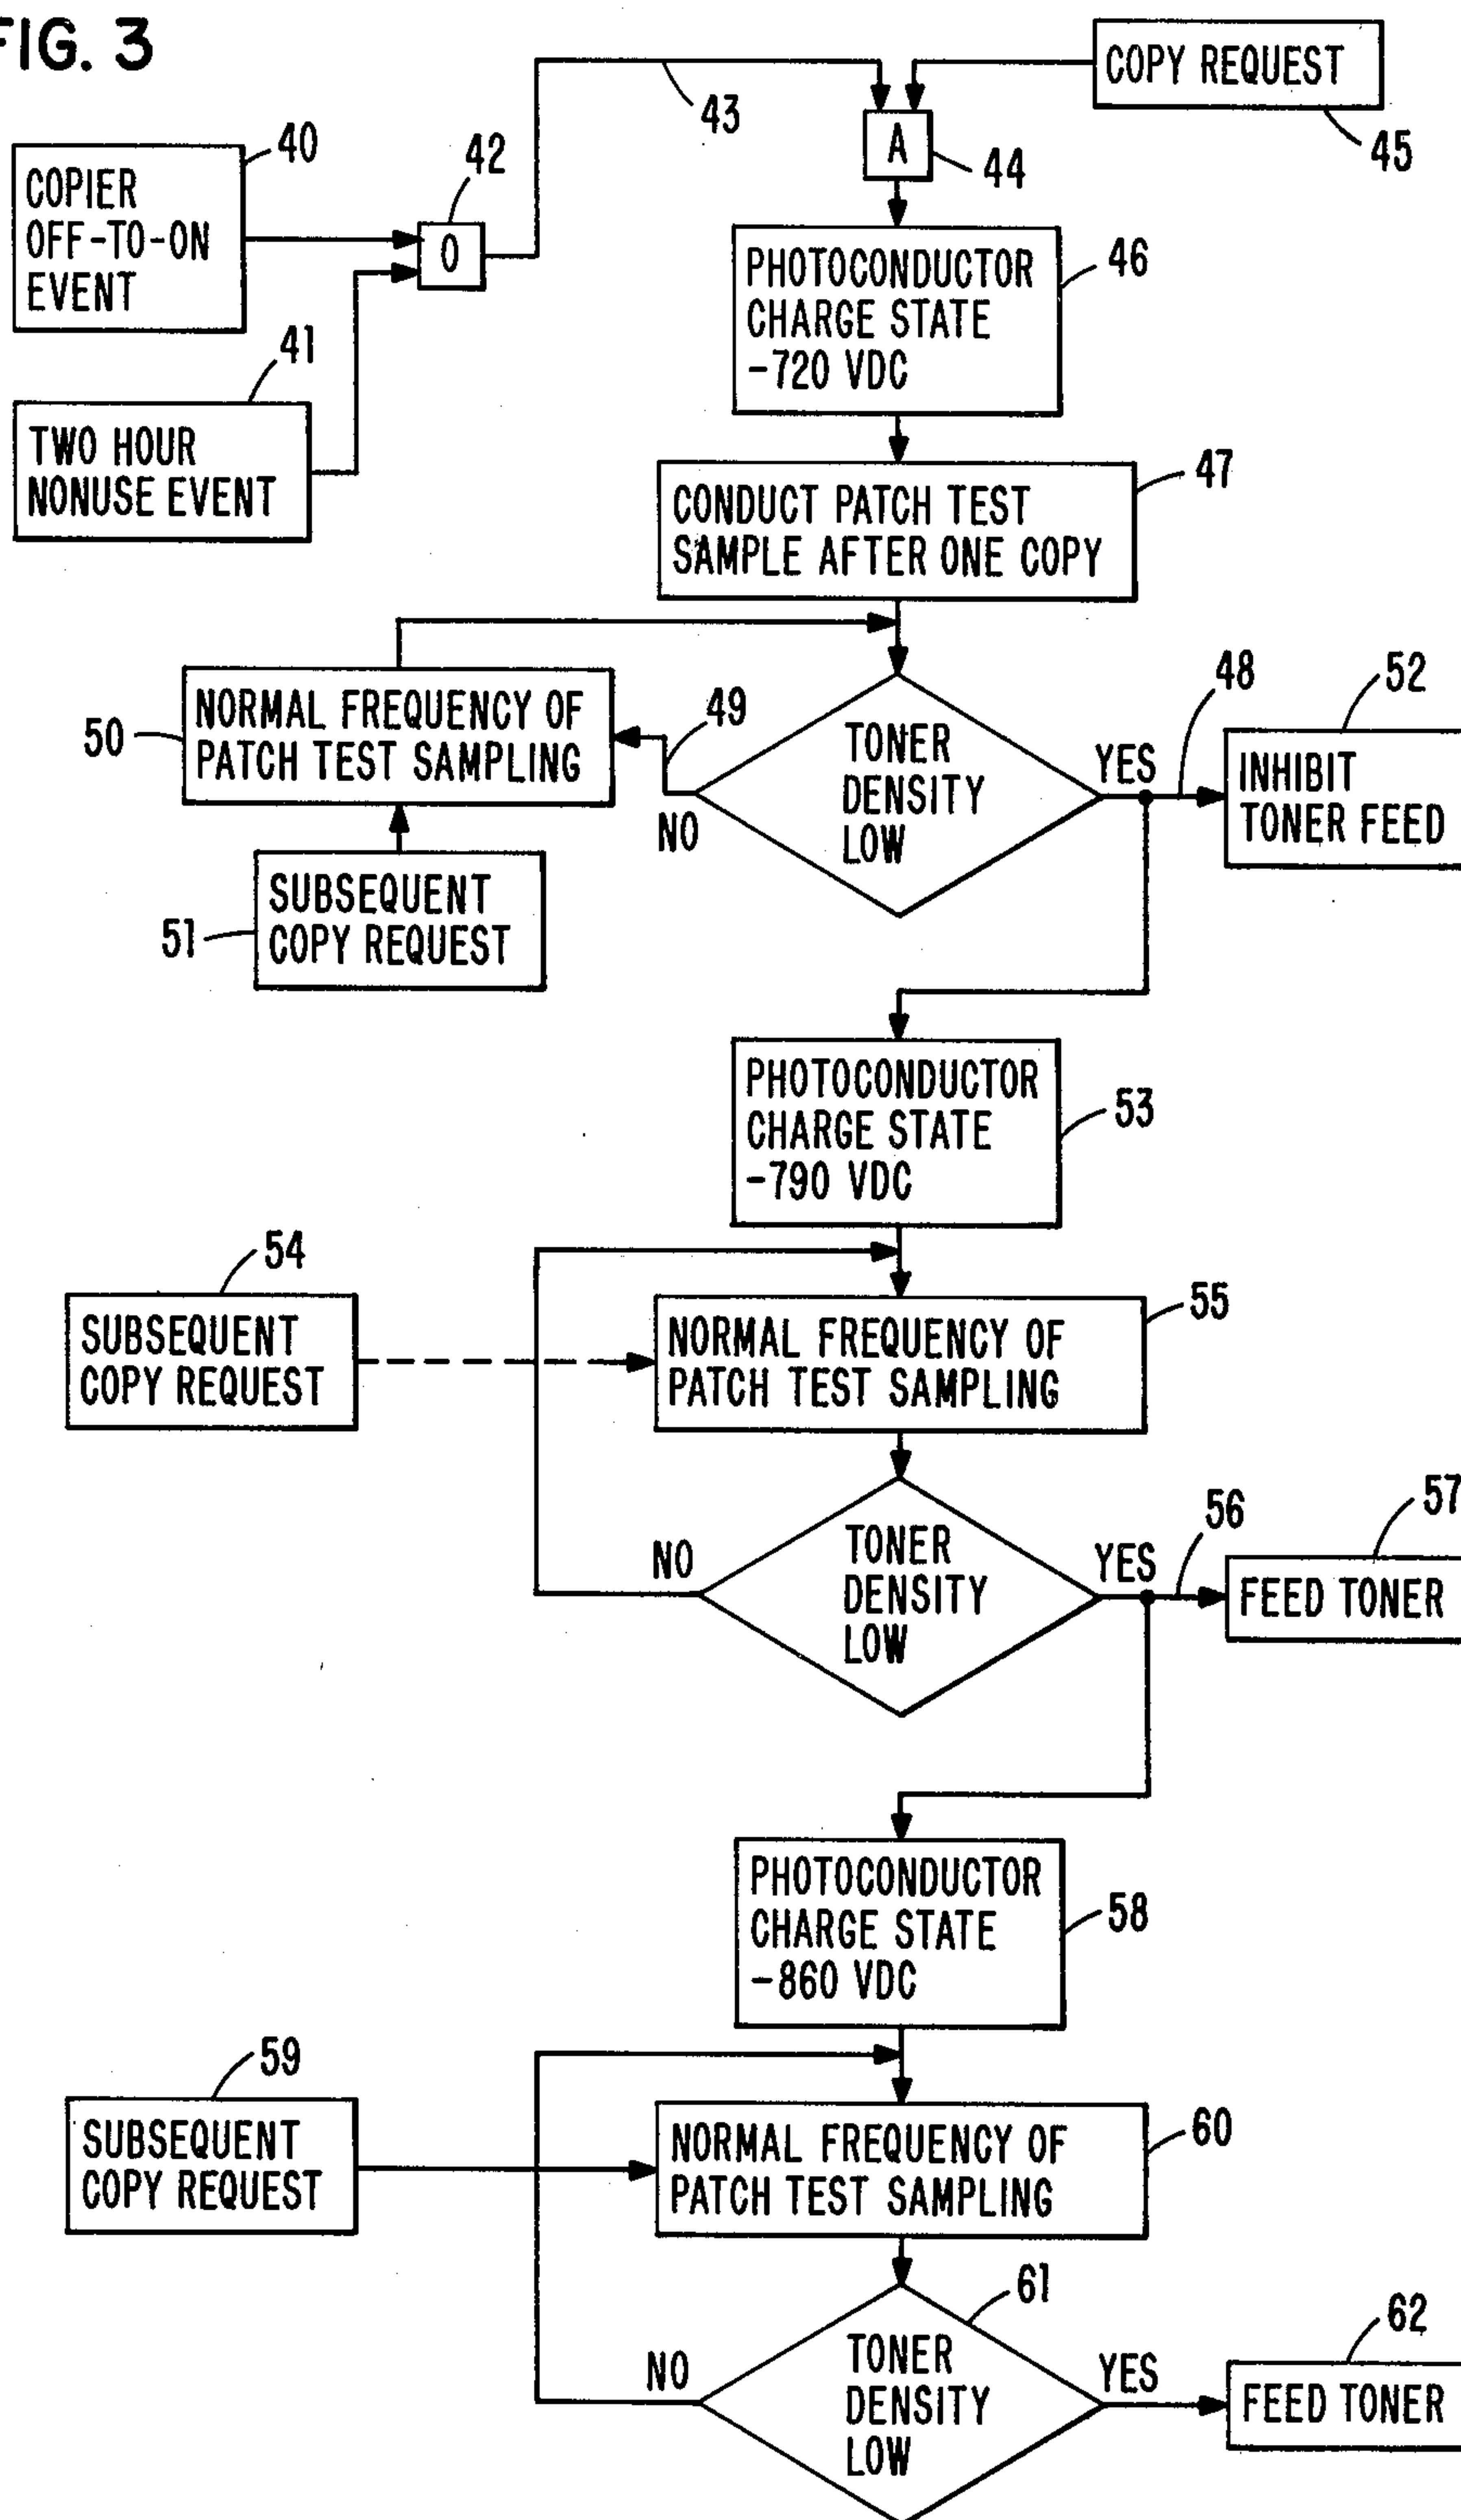 FIG. 3
COPY REQUEST
45
43
A
44
40
COPIER
OFF-TO-ON
EVENT
42
O
41
TWO HOUR
NONUSE EVENT
PHOTOCONDUCTOR
CHARGE STATE
-720 VDC
46
CONDUCT PATCH TEST
SAMPLE AFTER ONE COPY
47
50
NORMAL FREQUENCY OF
PATCH TEST SAMPLING
49
NO
TONER
DENSITY
LOW
YES
48
52
INHIBIT
TONER FEED
51
SUBSEQUENT
COPY REQUEST
PHOTOCONDUCTOR
CHARGE STATE
-790 VDC
53
54
SUBSEQUENT
COPY REQUEST
NORMAL FREQUENCY OF
PATCH TEST SAMPLING
55
NO
TONER
DENSITY
LOW
YES
56
57
FEED TONER
PHOTOCONDUCTOR
CHARGE STATE
-860 VDC
58
59
SUBSEQUENT
COPY REQUEST
NORMAL FREQUENCY OF
PATCH TEST SAMPLING
60
61
NO
TONER
DENSITY
LOW
YES
62
FEED TONER